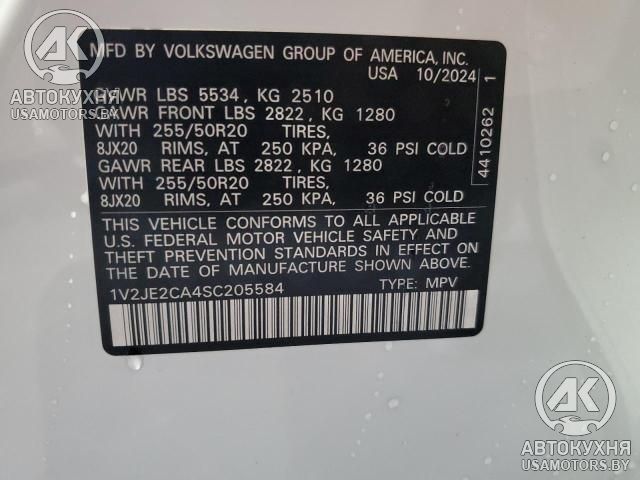 MFD BY VOLKSWAGEN GROUP OF AMERICA, INC.
USA 10/2024
GVWR LBS 5534, KG 2510
GAWR FRONT LBS 2822, KG 1280
WITH 255/50R20 TIRES,
8JX20 RIMS, AT 250 KPA, 36 PSI COLD
GAWR REAR LBS 2822, KG 1280
WITH 255/50R20 TIRES,
8JX20 RIMS, AT 250 KPA, 36 PSI COLD
THIS VEHICLE CONFORMS TO ALL APPLICABLE
U.S. FEDERAL MOTOR VEHICLE SAFETY AND
THEFT PREVENTION STANDARDS IN EFFECT ON
THE DATE OF MANUFACTURE SHOWN ABOVE.
1V2JE2CA4SC205584 TYPE: MPV
4410262 1
АК
АВТОКУХНЯ
USAMOTORS.BY
АК
АВТОКУХНЯ
USAMOTORS.BY